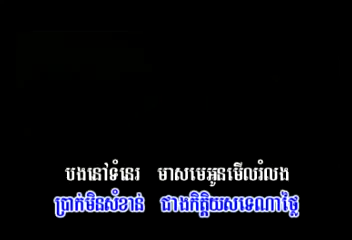 បងនៅទំនេរ មាសមេអូនមើលរំលង
ប្រាក់មិនសំខាន់ ជាងកិត្តិយសទេណាថ្លៃ